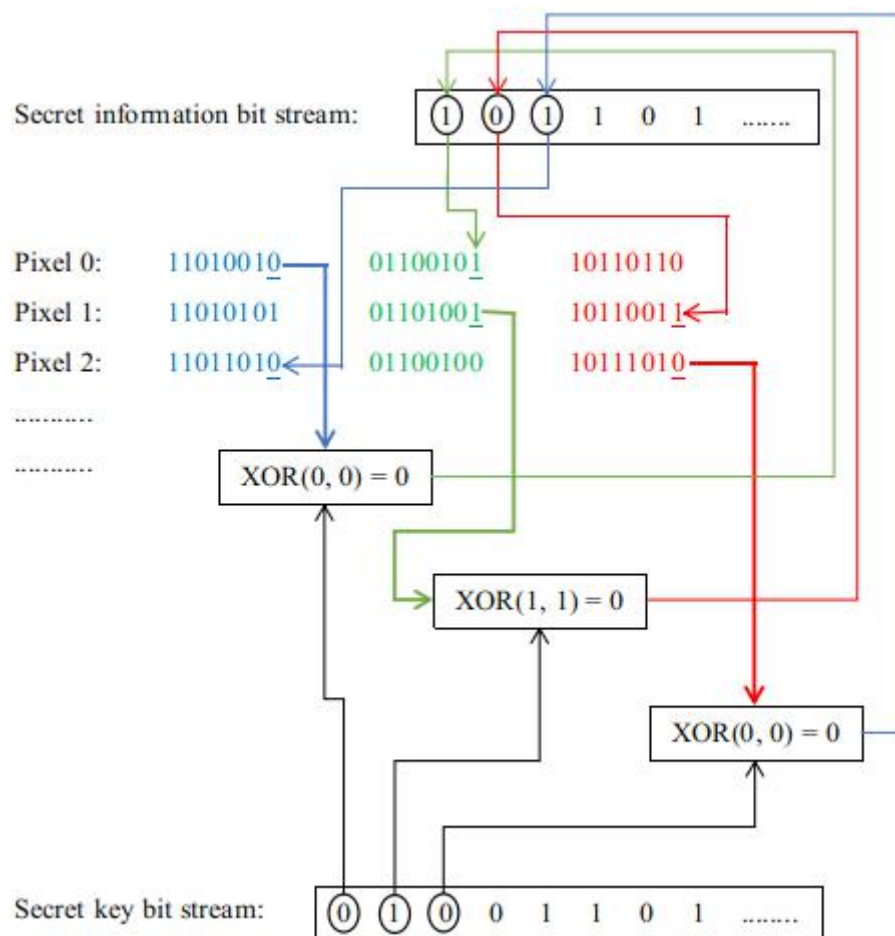 Secret information bit stream: 1 0 1 1 0 1 .......
Pixel 0: 11010010 01100101 10110110
Pixel 1: 11010101 01101001 10110011
Pixel 2: 11011010 01100100 10111010
...........
...........
XOR(0, 0) = 0
XOR(1, 1) = 0
XOR(0, 0) = 0
Secret key bit stream: 0 1 0 0 1 1 0 1 ........